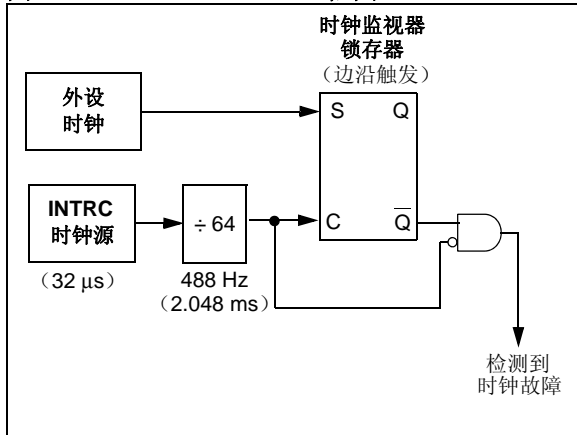 时钟监视器
锁存器
（边沿触发）
外设
时钟
S Q
INTRC
时钟源
÷ 64
C Q
（32 μs）
488 Hz
（2.048 ms）
检测到
时钟故障